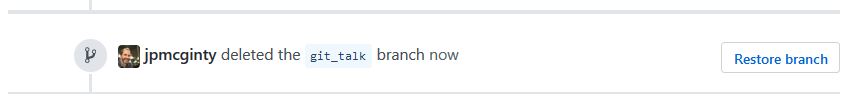 jpmcginty deleted the git_talk branch now
Restore branch